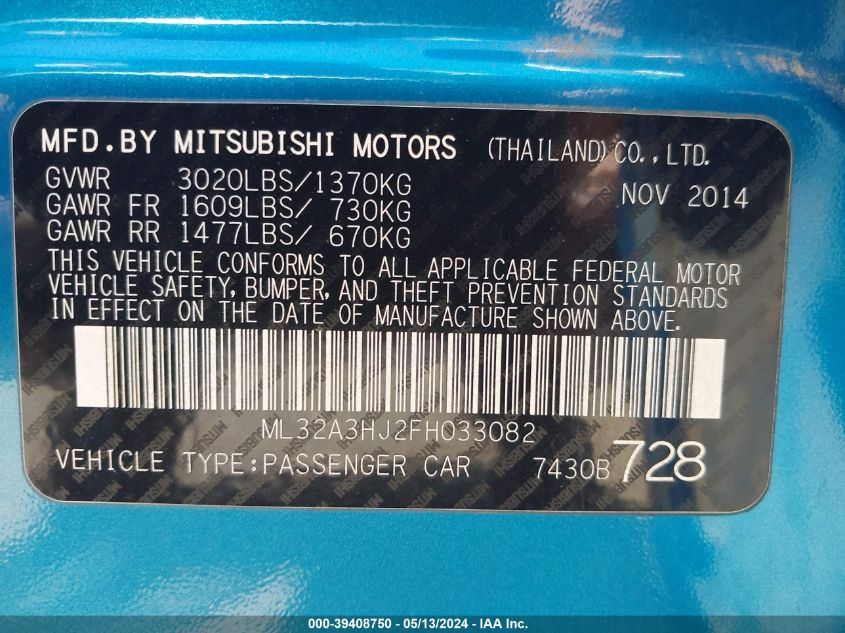 MFD.BY MITSUBISHI MOTORS (THAILAND)CO.,LTD.
GVWR 3020LBS/1370KG NOV 2014
GAWR FR 1609LBS/ 730KG
GAWR RR 1477LBS/ 670KG
THIS VEHICLE CONFORMS TO ALL APPLICABLE FEDERAL MOTOR
VEHICLE SAFETY, BUMPER, AND THEFT PREVENTION STANDARDS
IN EFFECT ON THE DATE OF MANUFACTURE SHOWN ABOVE.
ML32A3HJ2FH033082
VEHICLE TYPE:PASSENGER CAR 7430B 728
000-39408750 - 05/13/2024 - IAA Inc.